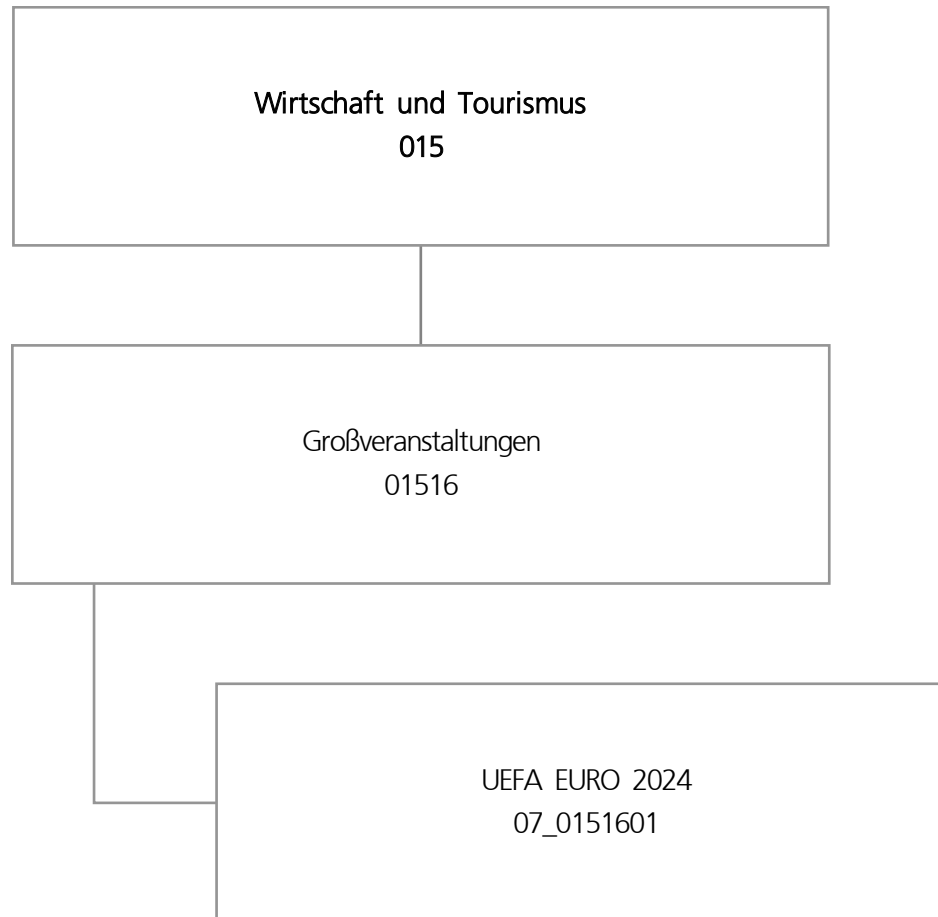 Wirtschaft und Tourismus
015
Großveranstaltungen
01516
UEFA EURO 2024
07_0151601